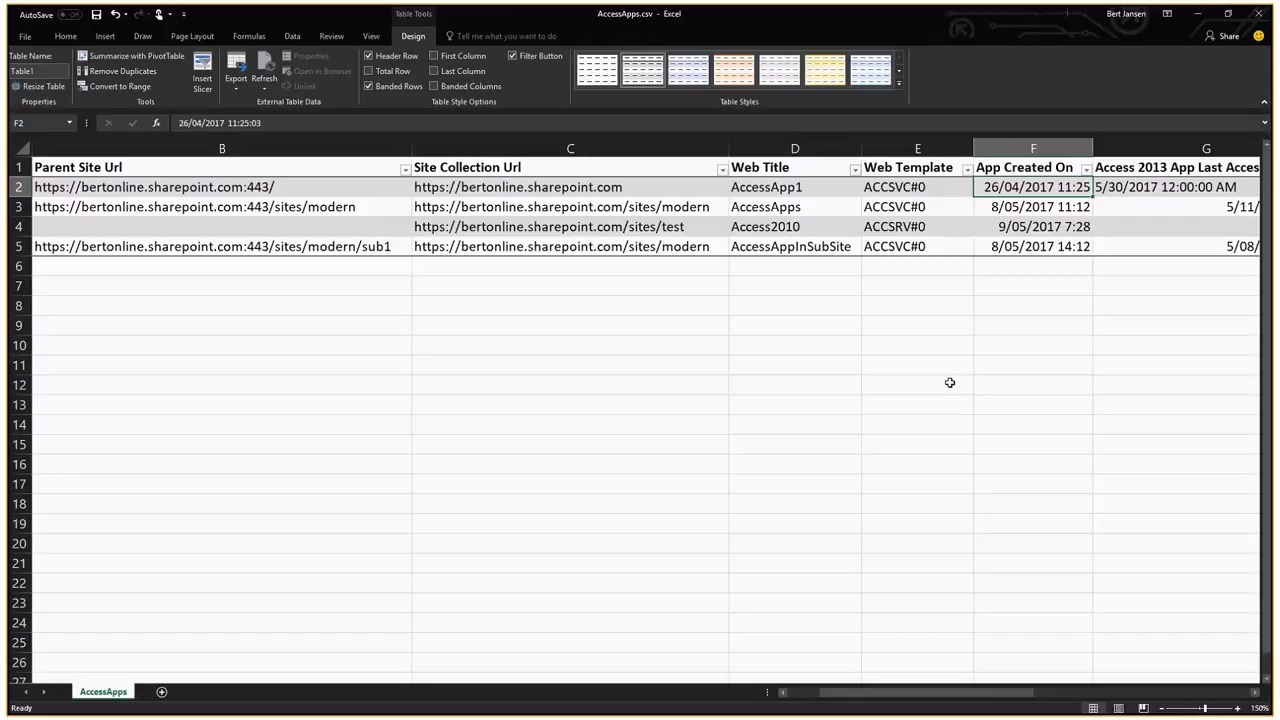 AutoSave Off
Table Tools
AccessApps.csv - Excel
Bert Jansen
File Home Insert Draw Page Layout Formulas Data Review View Design Tell me what you want to do Share
Table Name:
Table1
Resize Table
Properties
Summarize with PivotTable
Remove Duplicates
Convert to Range
Tools
Insert
Slicer
Export
Refresh
Properties
Open in Browser
Unlink
External Table Data
Header Row First Column Filter Button
Total Row Last Column
Banded Rows Banded Columns
Table Style Options
Table Styles
F2 fx 26/04/2017 11:25:03
B C D E F G
1 Parent Site Url Site Collection Url Web Title Web Template App Created On Access 2013 App Last Acces
2 https://bertonline.sharepoint.com:443/ https://bertonline.sharepoint.com AccessApp1 ACCSVC#0 26/04/2017 11:25 5/30/2017 12:00:00 AM
3 https://bertonline.sharepoint.com:443/sites/modern https://bertonline.sharepoint.com/sites/modern AccessApps ACCSVC#0 8/05/2017 11:12 5/11/
4 https://bertonline.sharepoint.com/sites/test Access2010 ACCSRV#0 9/05/2017 7:28
5 https://bertonline.sharepoint.com:443/sites/modern/sub1 https://bertonline.sharepoint.com/sites/modern AccessAppInSubSite ACCSVC#0 8/05/2017 14:12 5/08/
6
7
8
9
10
11
12
13
14
15
16
17
18
19
20
21
22
23
24
25
26
27
AccessApps
Ready
150%